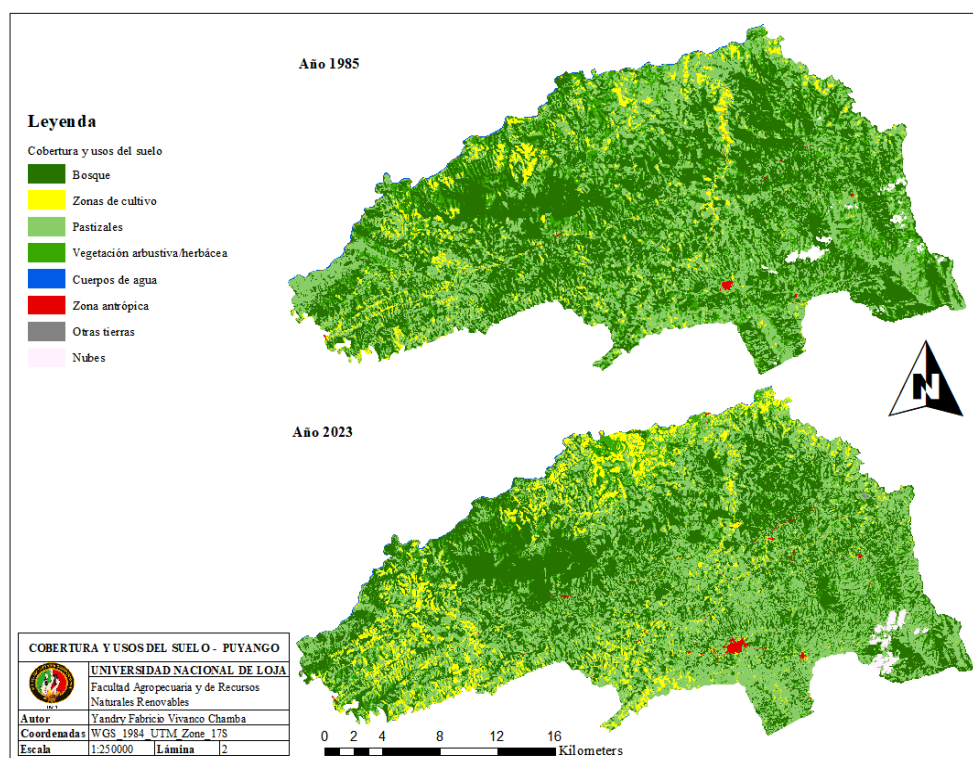 Año 1985
Leyenda
Cobertura y usos del suelo
Bosque
Zonas de cultivo
Pastizales
Vegetación arbustiva/herbácea
Cuerpos de agua
Zona antrópica
Otras tierras
Nubes
N
Año 2023
COBERTURA Y USOS DEL SUELO - PUYANGO
UNIVERSIDAD NACIONAL DE LOJA
Facultad Agropecuaria y de Recursos
Naturales Renovables
Autor Yandry Fabricio Vivanco Chamba
Coordenadas WGS_1984_UTM_Zone_17S
Escala 1:250000 Lámina 2
0 2 4 8 12 16
Kilometers